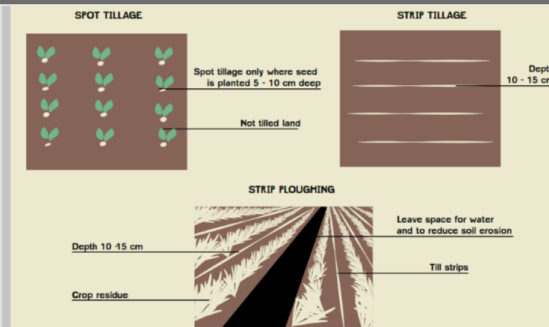 SPOT TILLAGE
STRIP TILLAGE
Spot tillage only where seed
is planted 5 - 10 cm deep
Not tilled land
10 - 15
STRIP PLOUGHING
Leave space for water
and to reduce soil erosion
Depth 10 -15 cm
Till strips
Crop residue